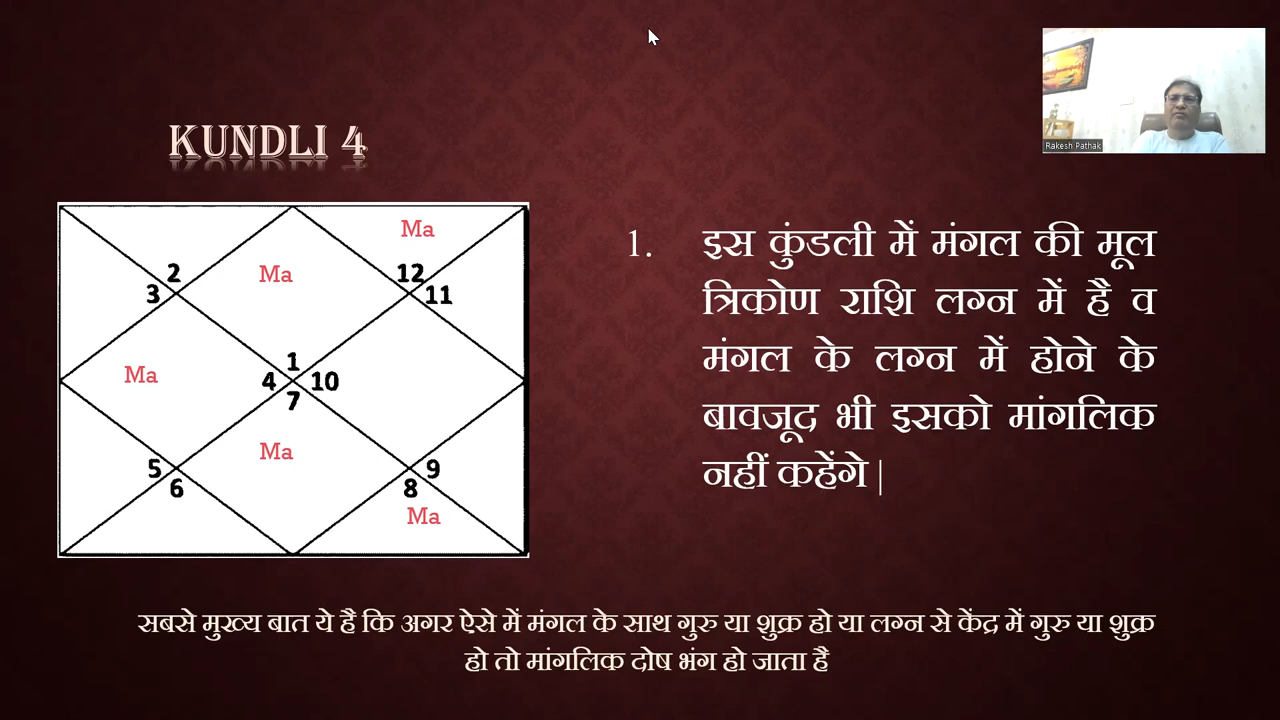 Rakesh Pathak
KUNDLI 4
Ma
Ma
2
12
3
11
1
Ma
4
10
7
Ma
5
9
6
8
Ma
1. इस कुंडली में मंगल की मूल
त्रिकोण राशि लग्न में है व
मंगल के लग्न में होने के
बावजूद भी इसको मांगलिक
नहीं कहेंगे |
सबसे मुख्य बात ये है कि अगर ऐसे में मंगल के साथ गुरु या शुक्र हो या लग्न से केंद्र में गुरु या शुक्र
हो तो मांगलिक दोष भंग हो जाता है